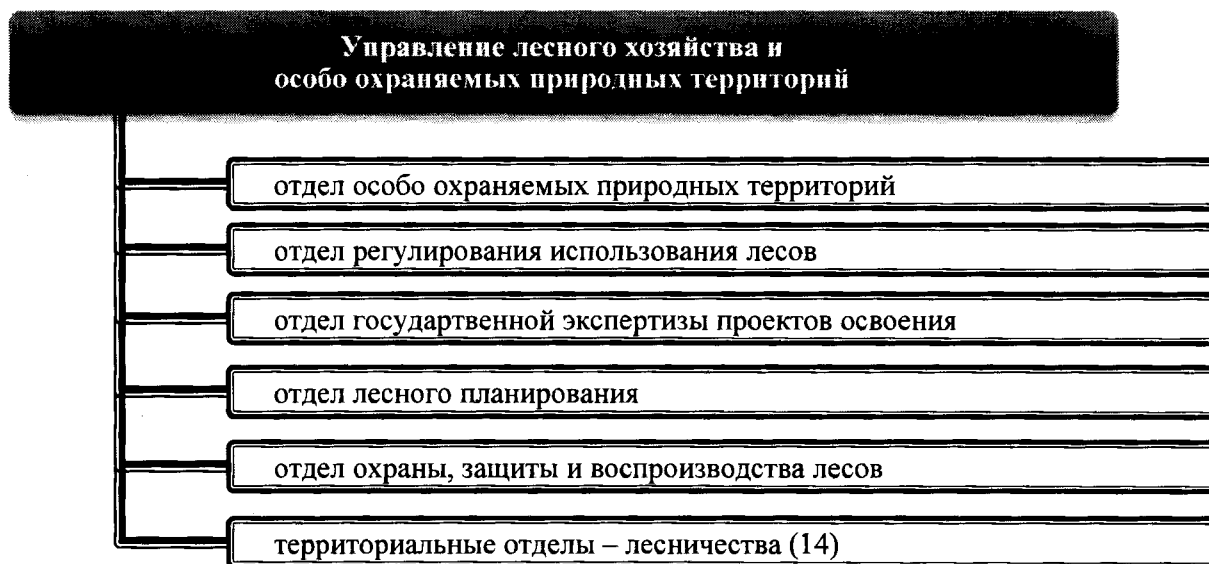 Управление лесного хозяйства и
особо охраняемых природных территорий
отдел особо охраняемых природных территорий
отдел регулирования использования лесов
отдел государтвенной экспертизы проектов освоения
отдел лесного планирования
отдел охраны, защиты и воспроизводства лесов
территориальные отделы – лесничества (14)